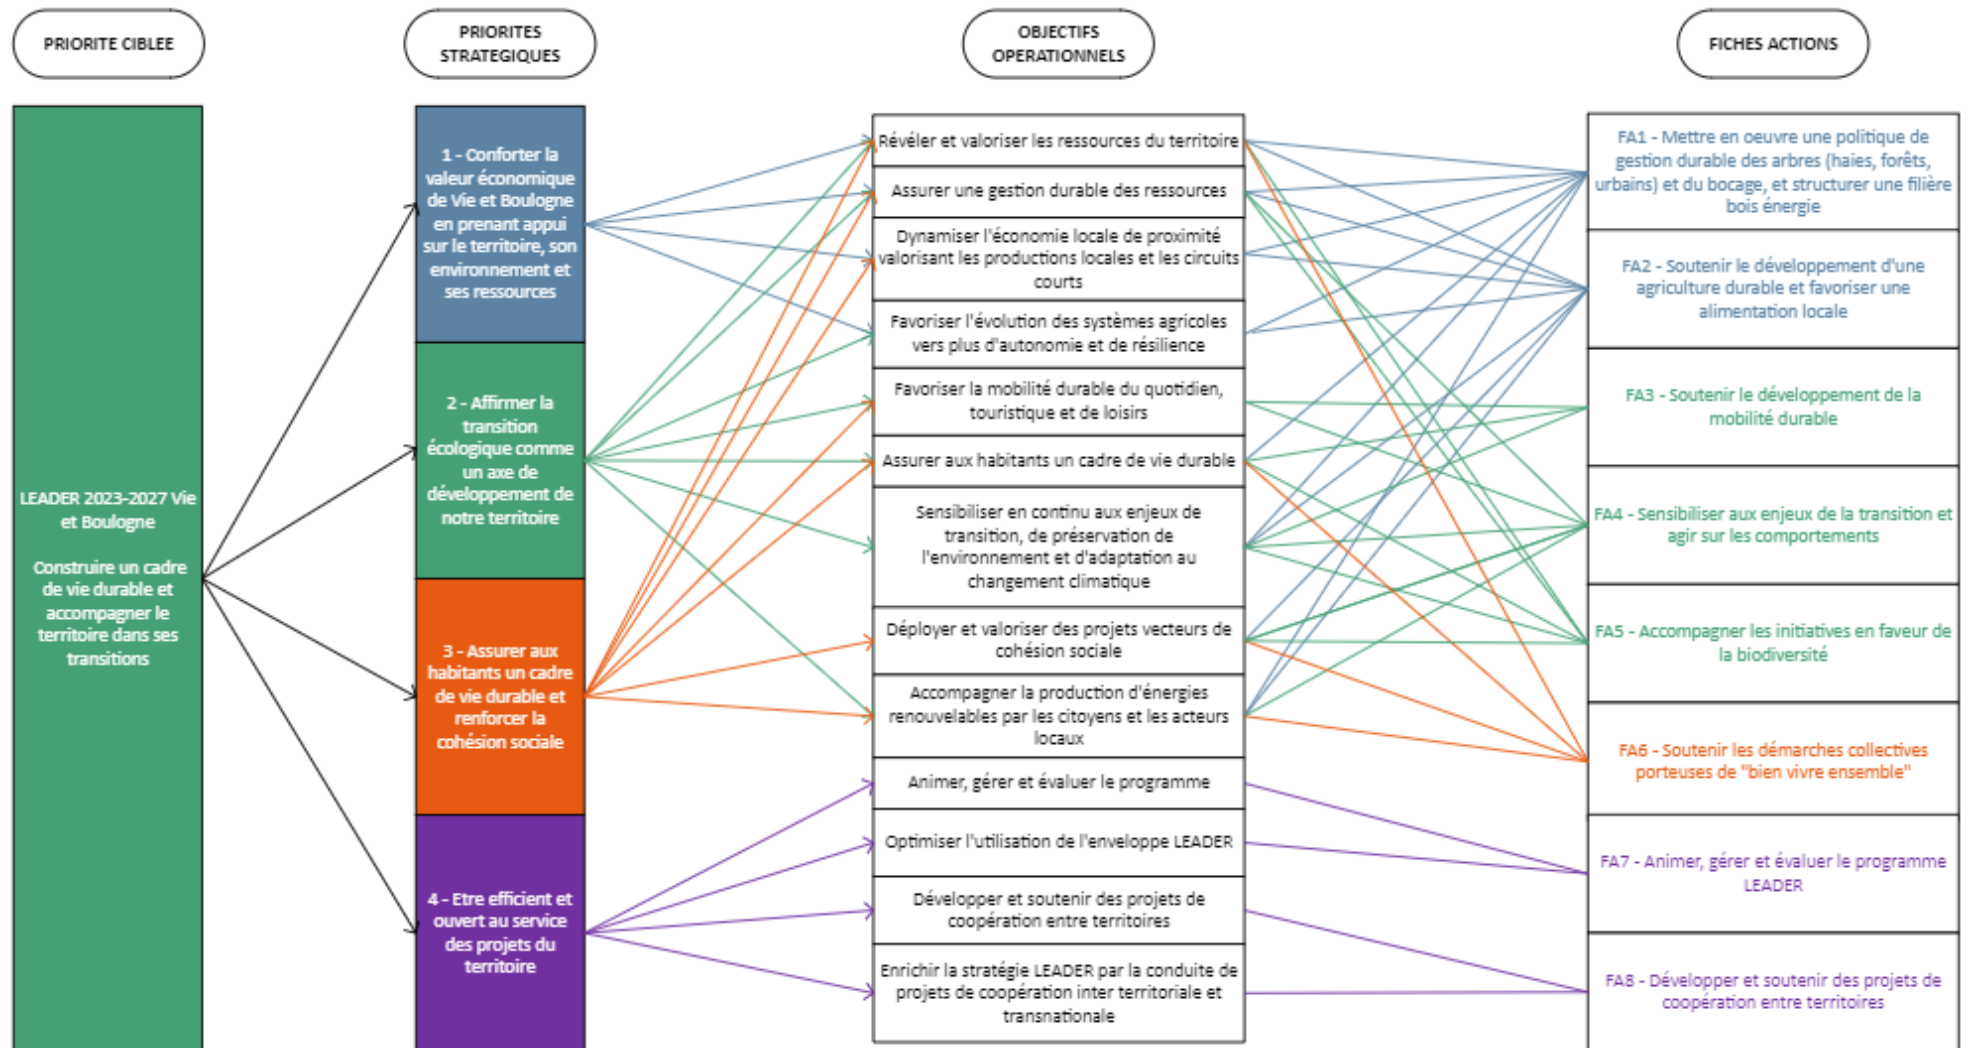 PRIORITE CIBLEE
PRIORITES
STRATEGIQUES
OBJECTIFS
OPERATIONNELS
FICHES ACTIONS
LEADER 2023-2027 Vie
et Boulogne
Construire un cadre
de vie durable et
accompagner le
territoire dans ses
transitions
1 - Conforter la
valeur économique
de Vie et Boulogne
en prenant appui
sur le territoire, son
environnement et
ses ressources
2 - Affirmer la
transition
écologique comme
un axe de
développement de
notre territoire
3 - Assurer aux
habitants un cadre
de vie durable et
renforcer la
cohésion sociale
4 - Etre efficient et
ouvert au service
des projets du
territoire
Révéler et valoriser les ressources du territoire
Assurer une gestion durable des ressources
Dynamiser l'économie locale de proximité
valorisant les productions locales et les circuits
courts
Favoriser l'évolution des systèmes agricoles
vers plus d'autonomie et de résilience
Favoriser la mobilité durable du quotidien,
touristique et de loisirs
Assurer aux habitants un cadre de vie durable
Sensibiliser en continu aux enjeux de
transition, de préservation de
l'environnement et d'adaptation au
changement climatique
Déployer et valoriser des projets vecteurs de
cohésion sociale
Accompagner la production d'énergies
renouvelables par les citoyens et les acteurs
locaux
Animer, gérer et évaluer le programme
Optimiser l'utilisation de l'enveloppe LEADER
Développer et soutenir des projets de
coopération entre territoires
Enrichir la stratégie LEADER par la conduite de
projets de coopération inter territoriale et
transnationale
FA1 - Mettre en oeuvre une politique de
gestion durable des arbres (haies, forêts,
urbains) et du bocage, et structurer une filière
bois énergie
FA2 - Soutenir le développement d'une
agriculture durable et favoriser une
alimentation locale
FA3 - Soutenir le développement de la
mobilité durable
FA4 - Sensibiliser aux enjeux de la transition et
agir sur les comportements
FA5 - Accompagner les initiatives en faveur de
la biodiversité
FA6 - Soutenir les démarches collectives
porteuses de "bien vivre ensemble"
FA7 - Animer, gérer et évaluer le programme
LEADER
FA8 - Développer et soutenir des projets de
coopération entre territoires